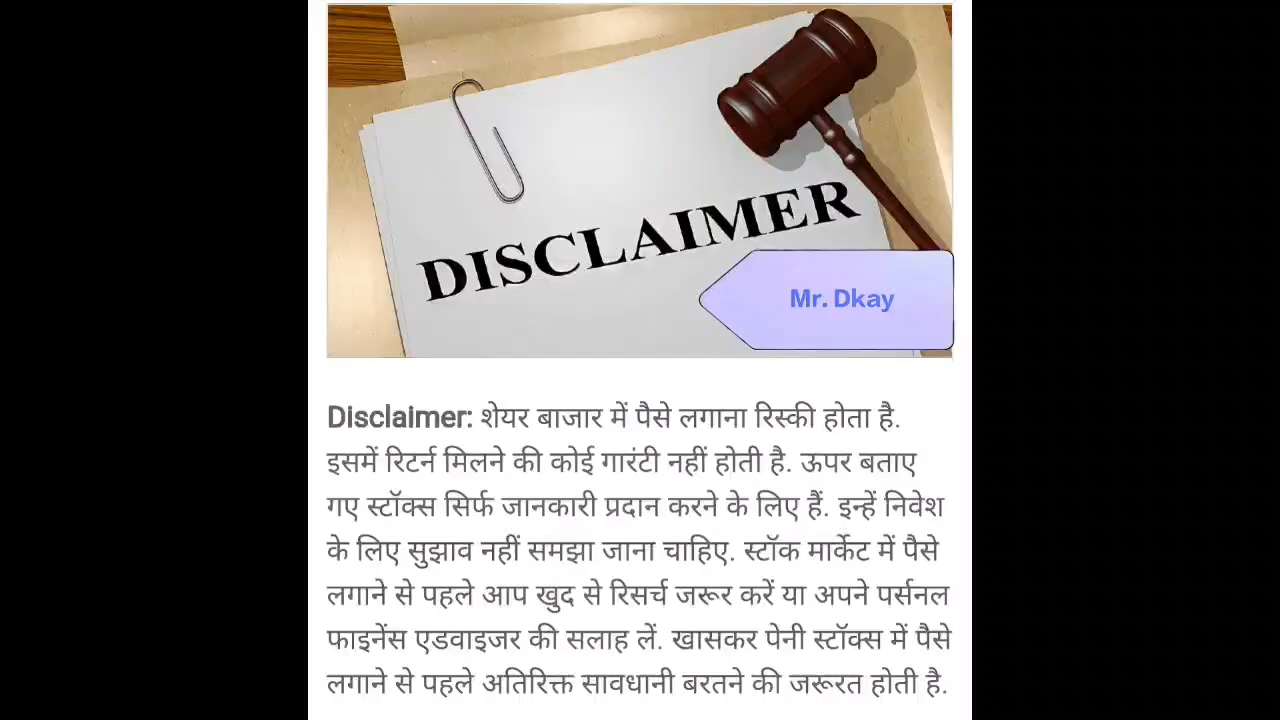 DISCLAIMER
Mr. Dkay
Disclaimer: शेयर बाजार में पैसे लगाना रिस्की होता है.
इसमें रिटर्न मिलने की कोई गारंटी नहीं होती है. ऊपर बताए
गए स्टॉक्स सिर्फ जानकारी प्रदान करने के लिए हैं. इन्हें निवेश
के लिए सुझाव नहीं समझा जाना चाहिए. स्टॉक मार्केट में पैसे
लगाने से पहले आप खुद से रिसर्च जरूर करें या अपने पर्सनल
फाइनेंस एडवाइजर की सलाह लें. खासकर पेनी स्टॉक्स में पैसे
लगाने से पहले अतिरिक्त सावधानी बरतने की जरूरत होती है.